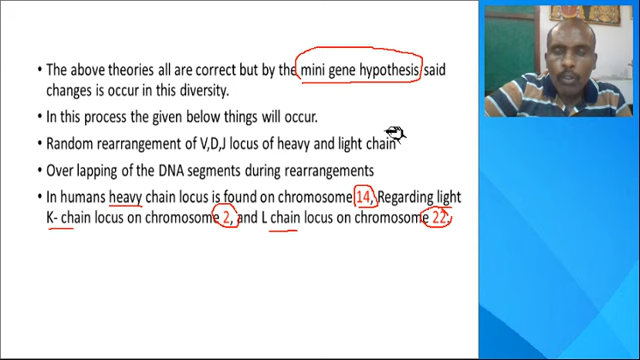 • The above theories all are correct but by the mini gene hypothesis said
changes is occur in this diversity.
• In this process the given below things will occur.
• Random rearrangement of V,D,J locus of heavy and light chain
• Over lapping of the DNA segments during rearrangements
• In humans heavy chain locus is found on chromosome 14, Regarding light
K- chain locus on chromosome 2, and L chain locus on chromosome 22,